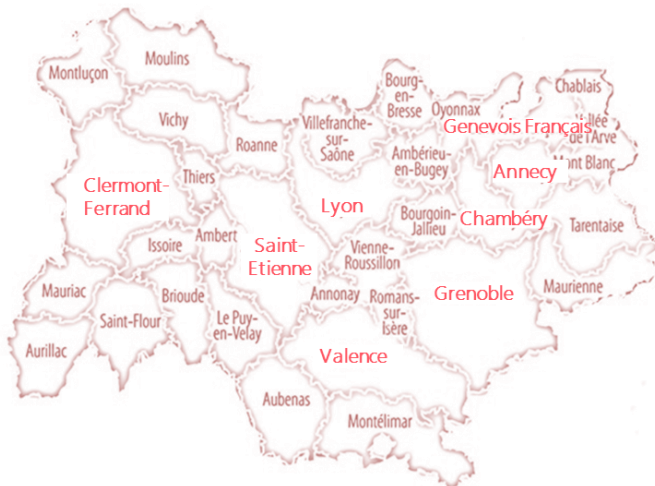 Moulins
Montluçon
Chablais
Bourg-
en-
Bresse
Oyonnax
Vichy
Villefranche-
sur-
Saône
Genevois Français
Vallée
de l'Arve
Roanne
Ambérieu-
en-Bugey
Mont Blanc
Annecy
Thiers
Clermont-
Ferrand
Lyon
Bourgoin-
Jallieu
Chambéry
Tarentaise
Ambert
Issoire
Saint-
Etienne
Vienne-
Roussillon
Maurienne
Grenoble
Mauriac
Brioude
Annonay
Romans-
sur-
Isère
Saint-Flour
Le Puy-
en-Velay
Aurillac
Valence
Aubenas
Montélimar